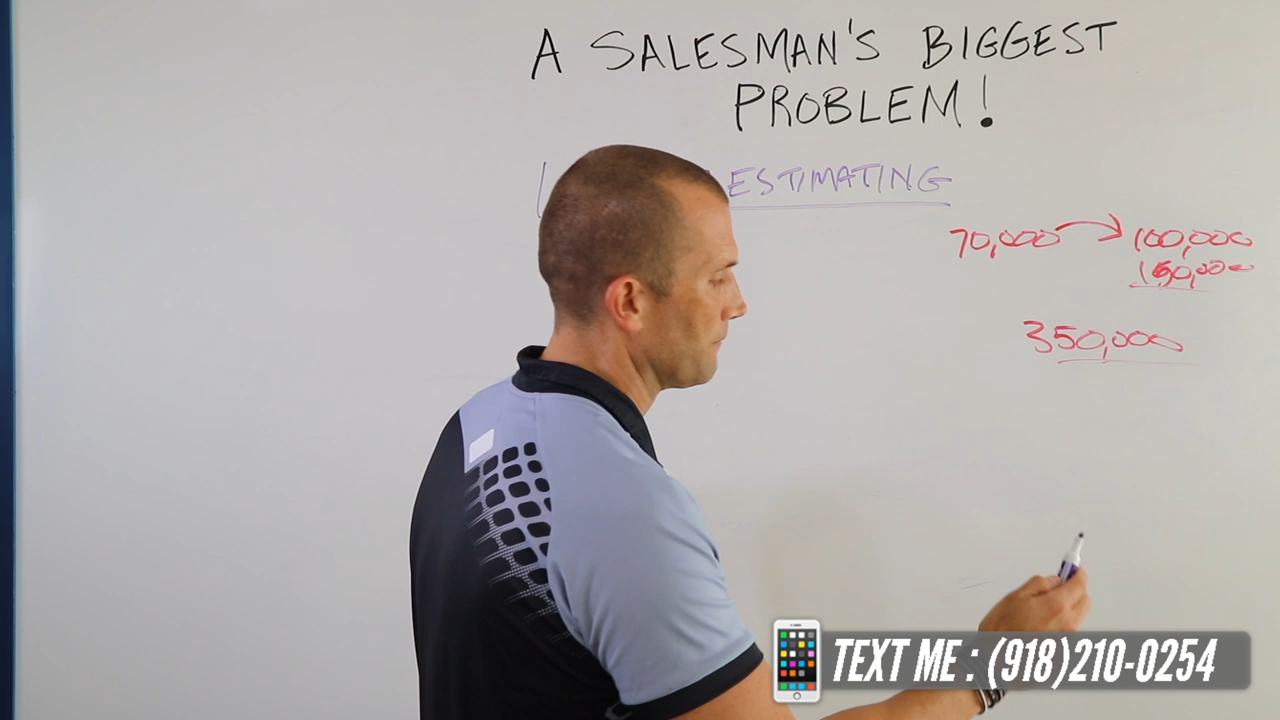 A SALESMAN'S BIGGEST
PROBLEM!
ESTIMATING
70,000 100,000
150,000
350,000
TEXT ME : (918)210-0254